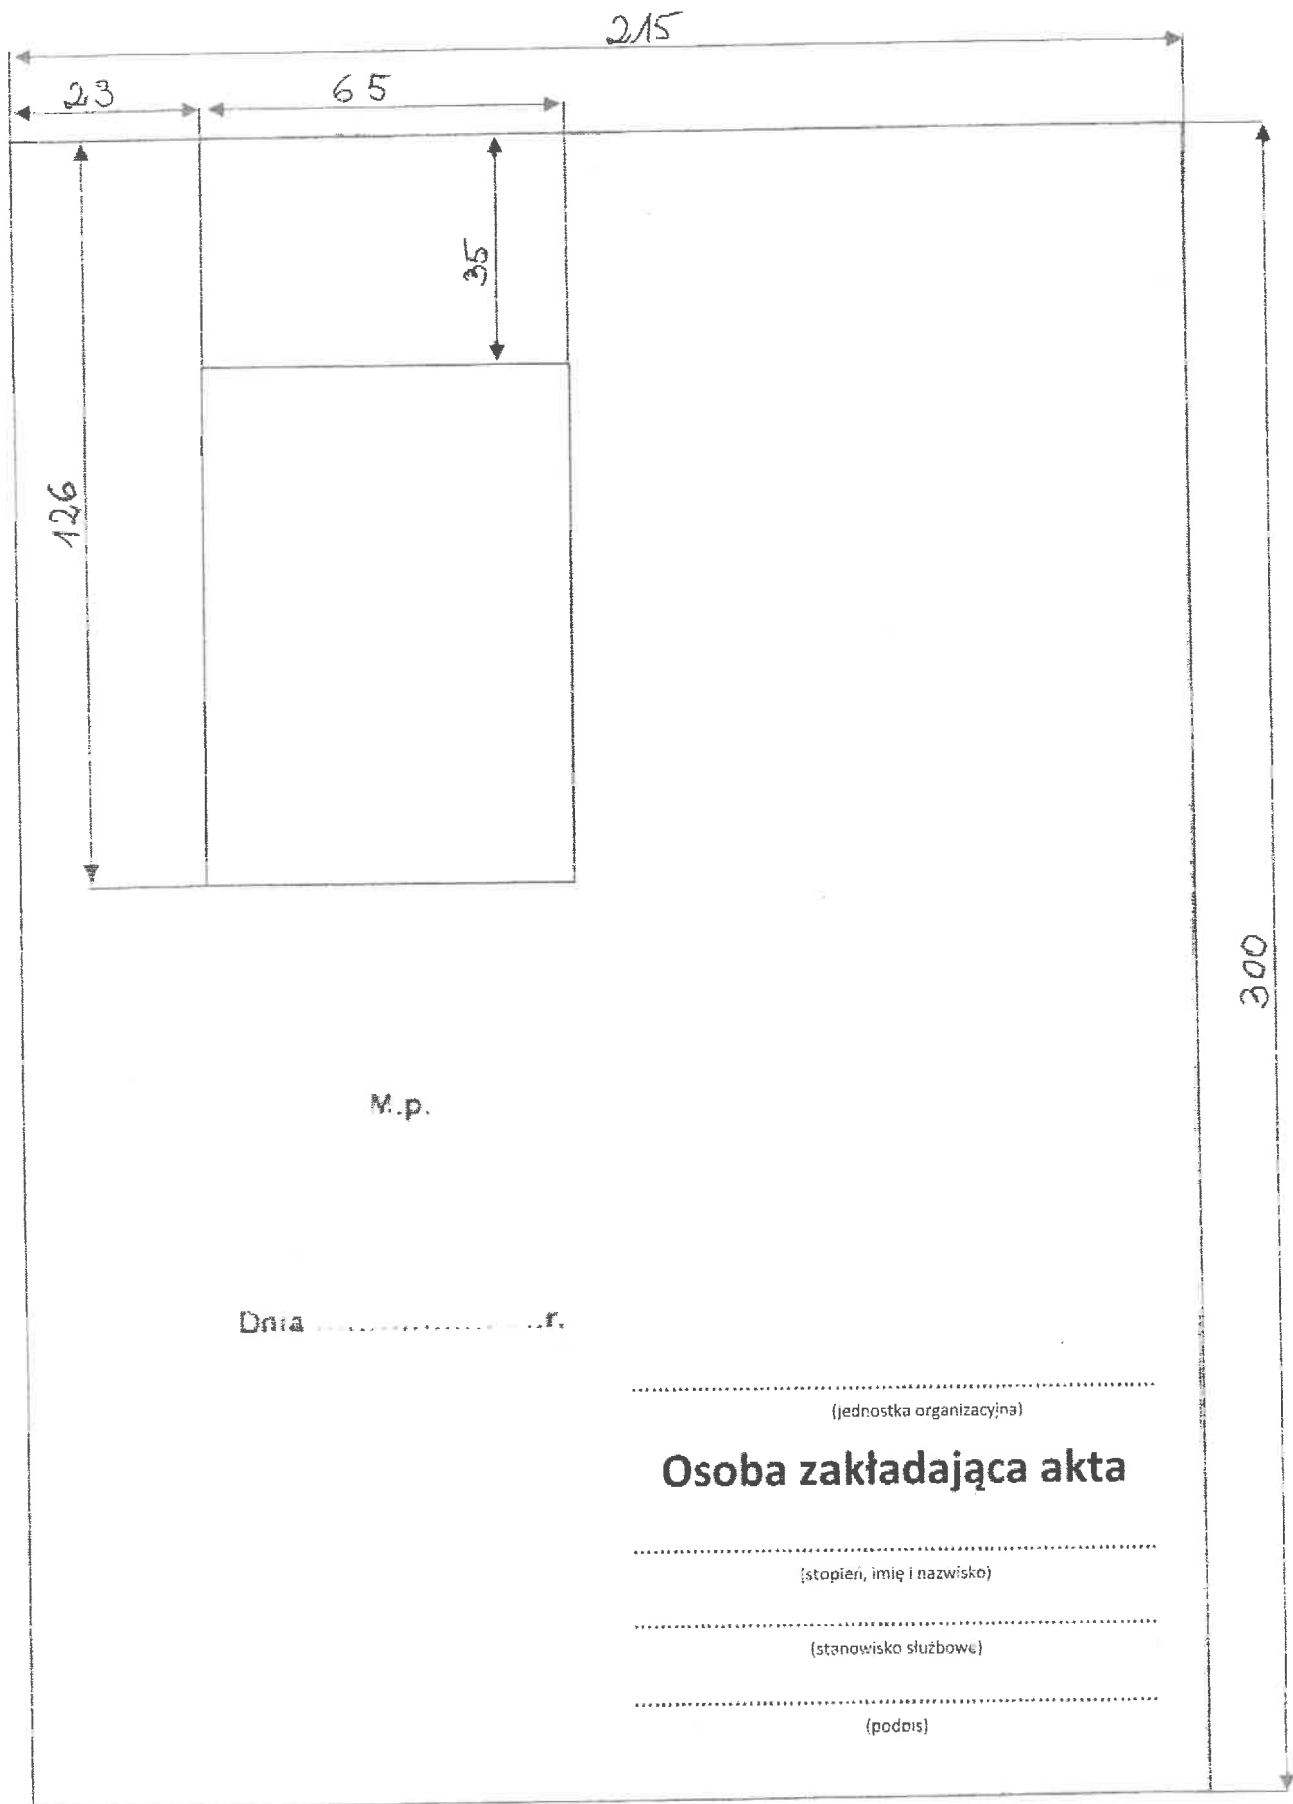 215
23
65
35
126
300
M.p.
Dnia .................... r.
(jednostka organizacyjna)
Osoba zakładająca akta
(stopień, imię i nazwisko)
(stanowisko służbowe)
(podpis)